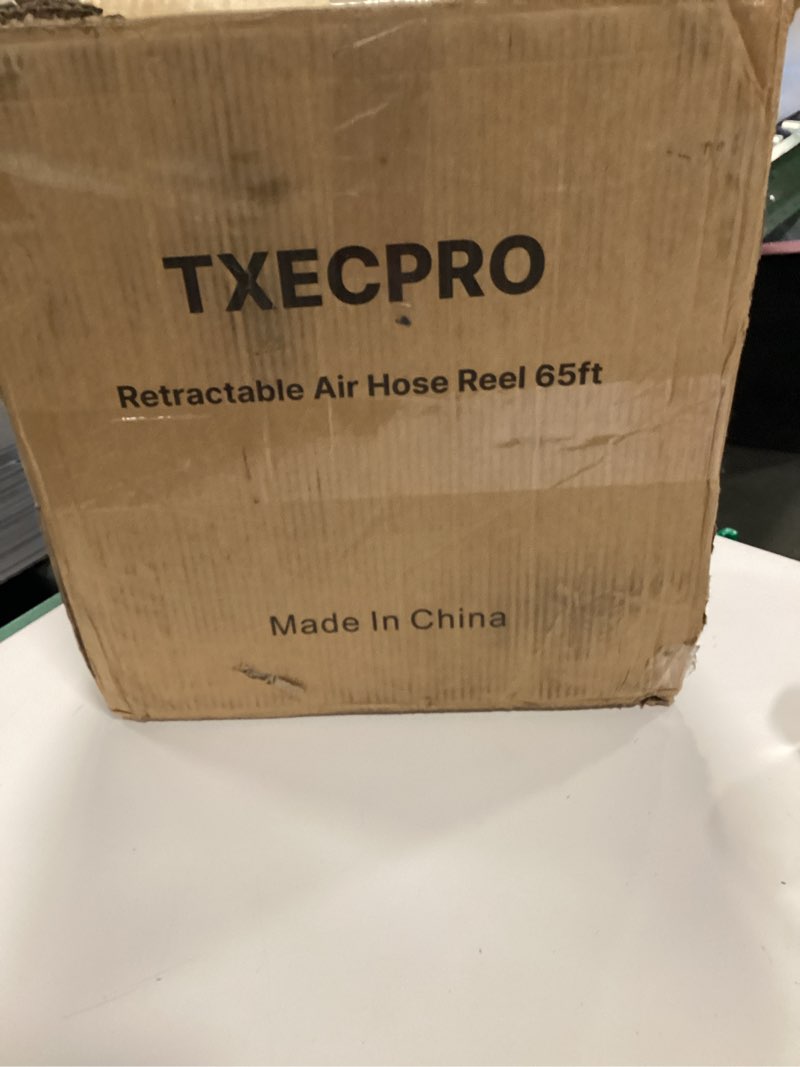 TXECPRO
Retractable Air Hose Reel 65ft
Made In China